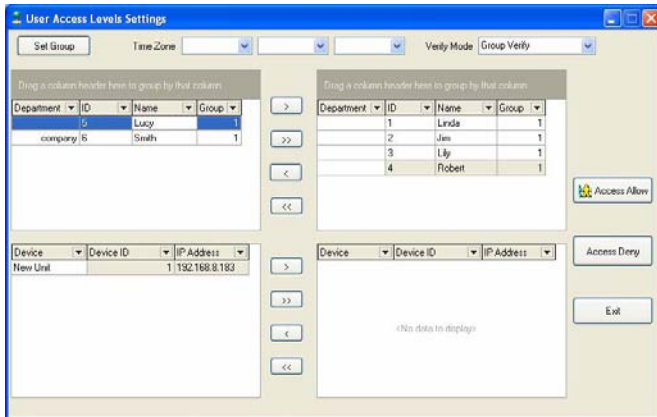 User Access Levels Settings
Set Group Time Zone Verify Mode Group Verify
Drag a column header here to group by that column Drag a column header here to group by that column
Department ID Name Group > Department ID Name Group
5 Lucy 1 1 Linda 1
company 6 Smith 1 >> 2 Jim 1
3 Lily 1
< 4 Robert 1
Access Allow
<<
Device Device ID IP Address Device Device ID IP Address Access Deny
New Unit 1 192.168.8.183 >
>>
Exit
< <No data to display>
<<